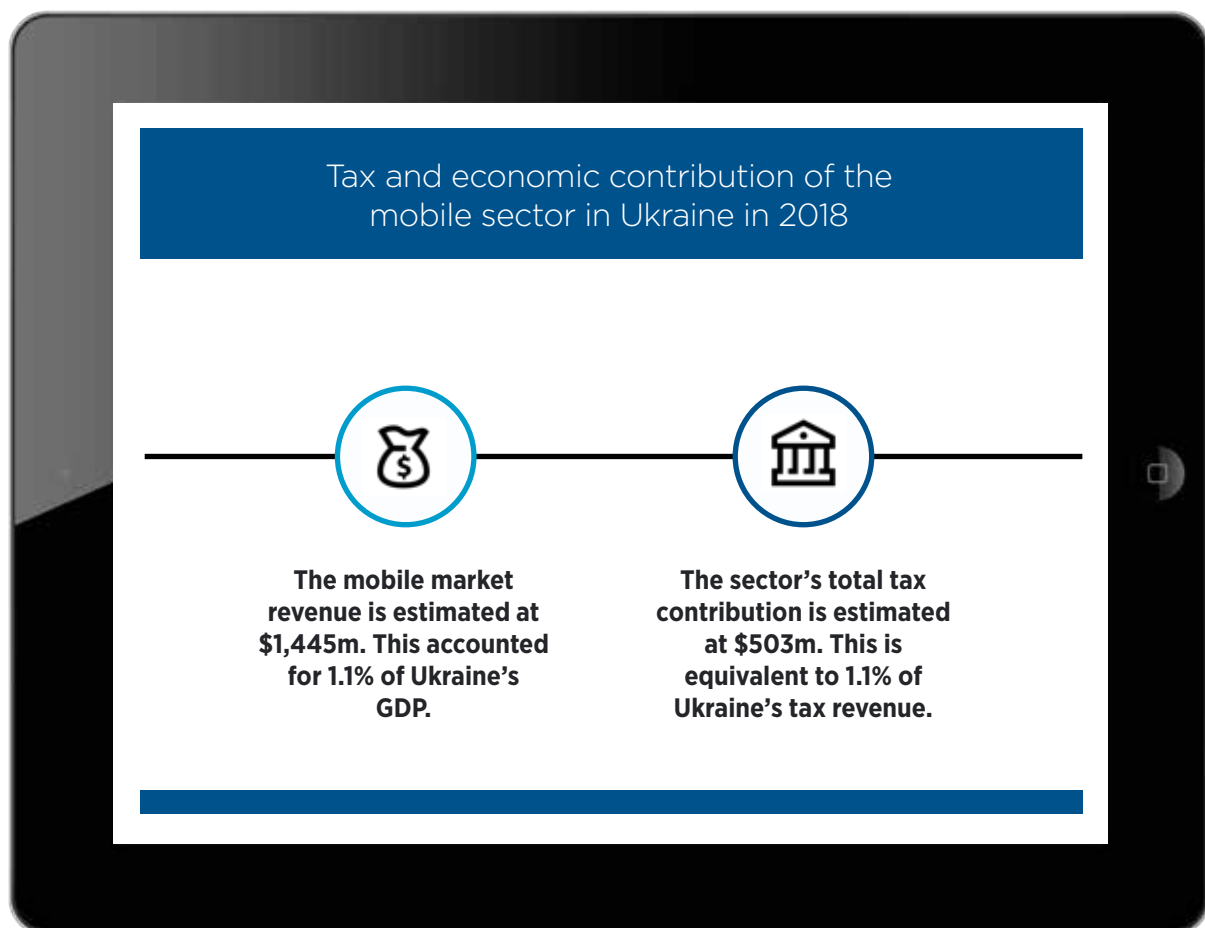 Tax and economic contribution of the
mobile sector in Ukraine in 2018
$
The mobile market
revenue is estimated at
$1,445m. This accounted
for 1.1% of Ukraine’s
GDP.
The sector’s total tax
contribution is estimated
at $503m. This is
equivalent to 1.1% of
Ukraine’s tax revenue.